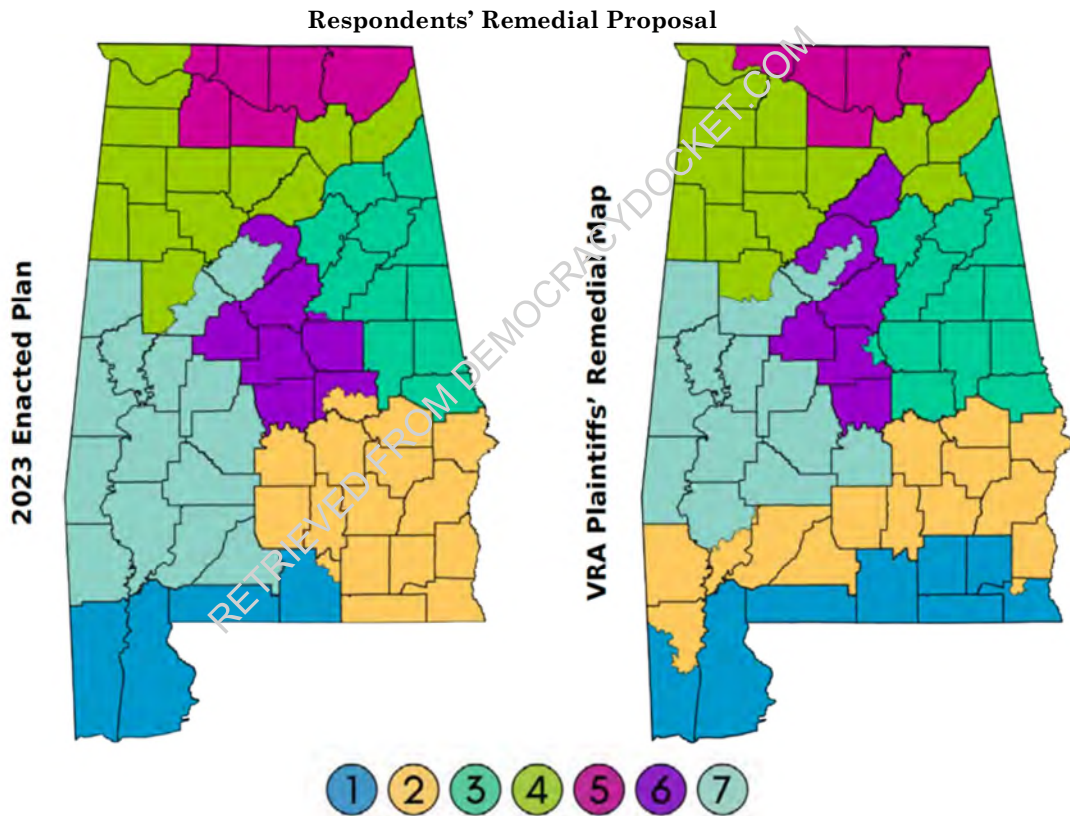 Respondents’ Remedial Proposal
2023 Enacted Plan
VRA Plaintiffs’ Remedial Map
RETRIEVED FROM DEMOCRACYDOCKET.COM
1 2 3 4 5 6 7